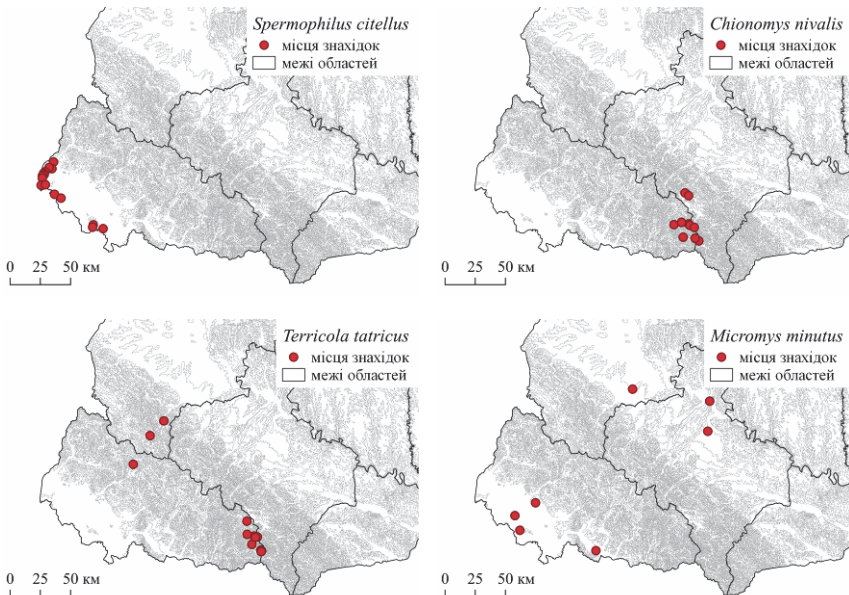 Spermophilus citellus
місця знахідок
межі областей
0 25 50 км
Chionomys nivalis
місця знахідок
межі областей
0 25 50 км
Terricola tatricus
місця знахідок
межі областей
0 25 50 км
Micromys minutus
місця знахідок
межі областей
0 25 50 км